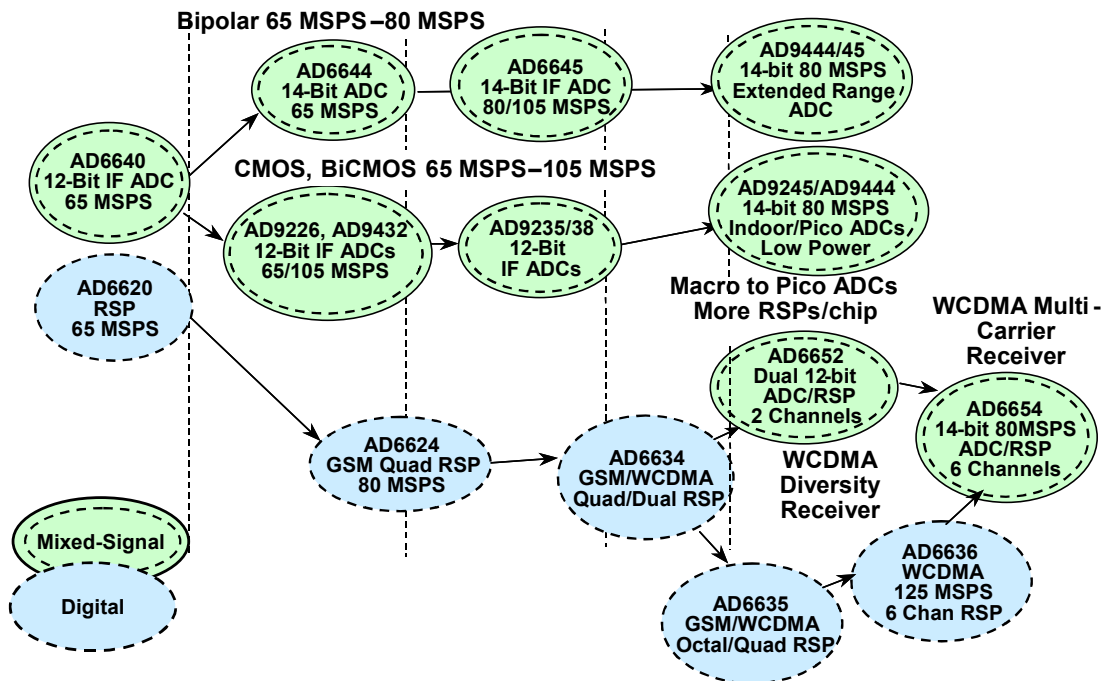 Bipolar 65 MSPS–80 MSPS
AD6644
14-Bit ADC
65 MSPS
AD6645
14-Bit IF ADC
80/105 MSPS
AD9444/45
14-bit 80 MSPS
Extended Range
ADC
AD6640
12-Bit IF ADC
65 MSPS
CMOS, BiCMOS 65 MSPS–105 MSPS
AD9226, AD9432
12-Bit IF ADCs
65/105 MSPS
AD9235/38
12-Bit
IF ADCs
AD9245/AD9444
14-bit 80 MSPS
Indoor/Pico ADCs
Low Power
AD6620
RSP
65 MSPS
Macro to Pico ADCs
More RSPs/chip
WCDMA Multi-
Carrier
Receiver
AD6652
Dual 12-bit
ADC/RSP
2 Channels
AD6654
14-bit 80MSPS
ADC/RSP
6 Channels
AD6624
GSM Quad RSP
80 MSPS
AD6634
GSM/WCDMA
Quad/Dual RSP
WCDMA
Diversity
Receiver
AD6636
WCDMA
125 MSPS
6 Chan RSP
AD6635
GSM/WCDMA
Octal/Quad RSP
Mixed-Signal
Digital